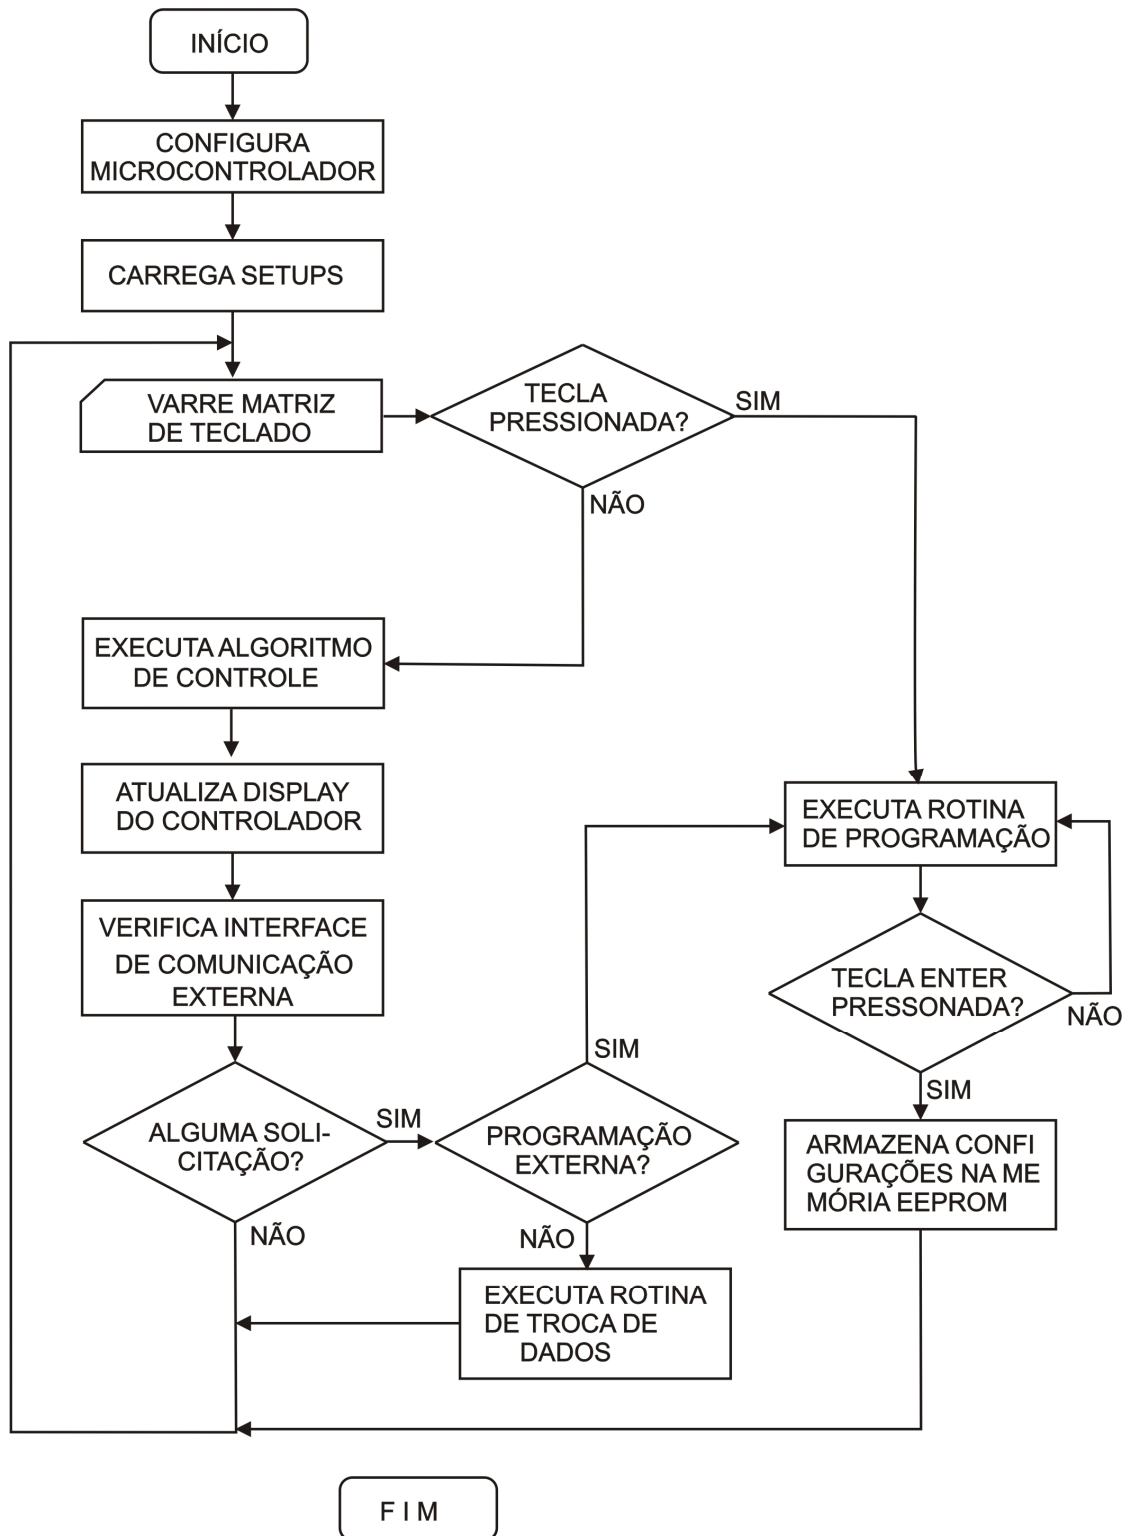 INÍCIO
CONFIGURA
MICROCONTROLADOR
CARREGA SETUPS
VARRE MATRIZ
DE TECLADO
TECLA
PRESSIONADA?
SIM
NÃO
EXECUTA ALGORITMO
DE CONTROLE
ATUALIZA DISPLAY
DO CONTROLADOR
VERIFICA INTERFACE
DE COMUNICAÇÃO
EXTERNA
ALGUMA SOLI-
CITAÇÃO?
SIM
NÃO
PROGRAMAÇÃO
EXTERNA?
SIM
NÃO
EXECUTA ROTINA
DE TROCA DE
DADOS
EXECUTA ROTINA
DE PROGRAMAÇÃO
TECLA ENTER
PRESSONADA?
NÃO
SIM
ARMAZENA CONFI
GURAÇÕES NA ME
MÓRIA EEPROM
F I M